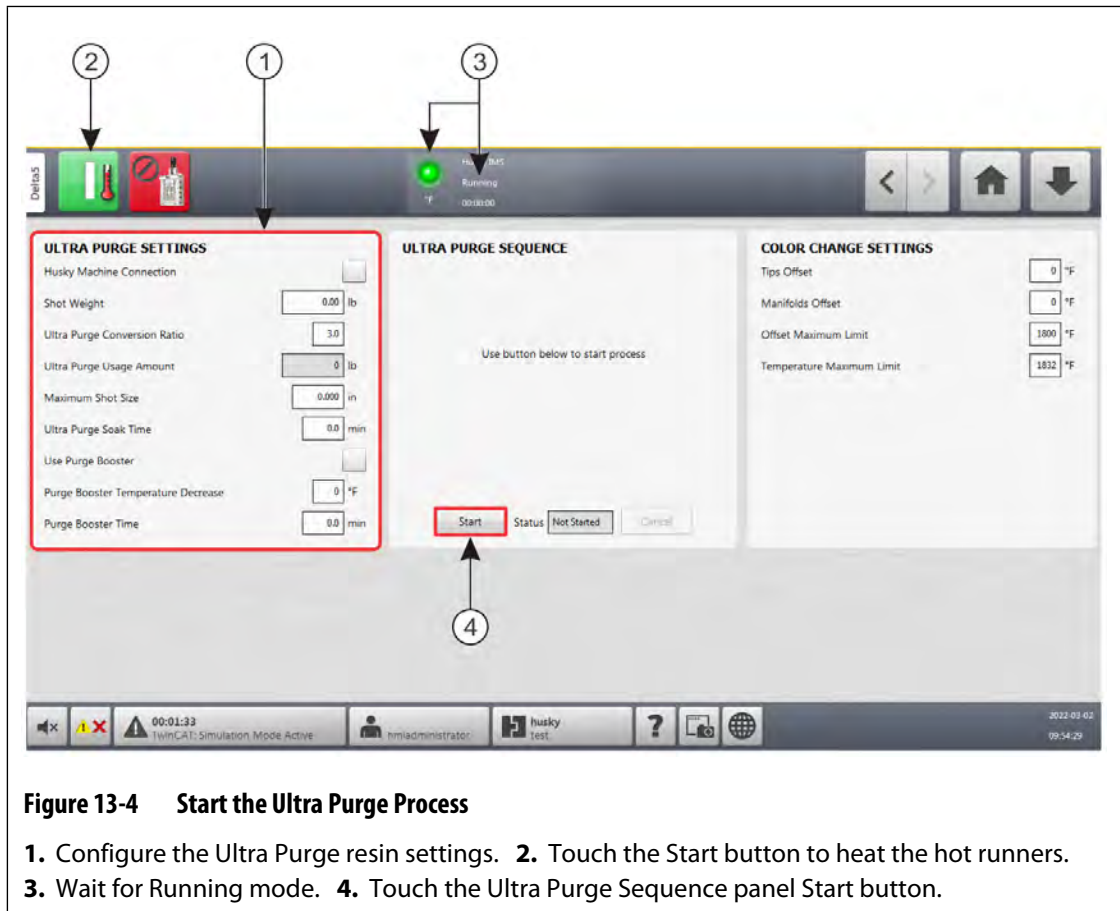 2
1
3
Delta5
Running
°F
00:00:00
ULTRA PURGE SETTINGS
Husky Machine Connection
Shot Weight 0.00 lb
Ultra Purge Conversion Ratio 3.0
Ultra Purge Usage Amount 0 lb
Maximum Shot Size 0.000 in
Ultra Purge Soak Time 0.0 min
Use Purge Booster
Purge Booster Temperature Decrease 0 °F
Purge Booster Time 0.0 min
ULTRA PURGE SEQUENCE
Use button below to start process
Start Status Not Started Cancel
COLOR CHANGE SETTINGS
Tips Offset 0 °F
Manifolds Offset 0 °F
Offset Maximum Limit 1800 °F
Temperature Maximum Limit 1832 °F
4
00:01:33
TwinCAT: Simulation Mode Active
hmiadministrator
husky
test
?
2022-03-02
09:54:29
Figure 13-4 Start the Ultra Purge Process
1. Configure the Ultra Purge resin settings. 2. Touch the Start button to heat the hot runners.
3. Wait for Running mode. 4. Touch the Ultra Purge Sequence panel Start button.